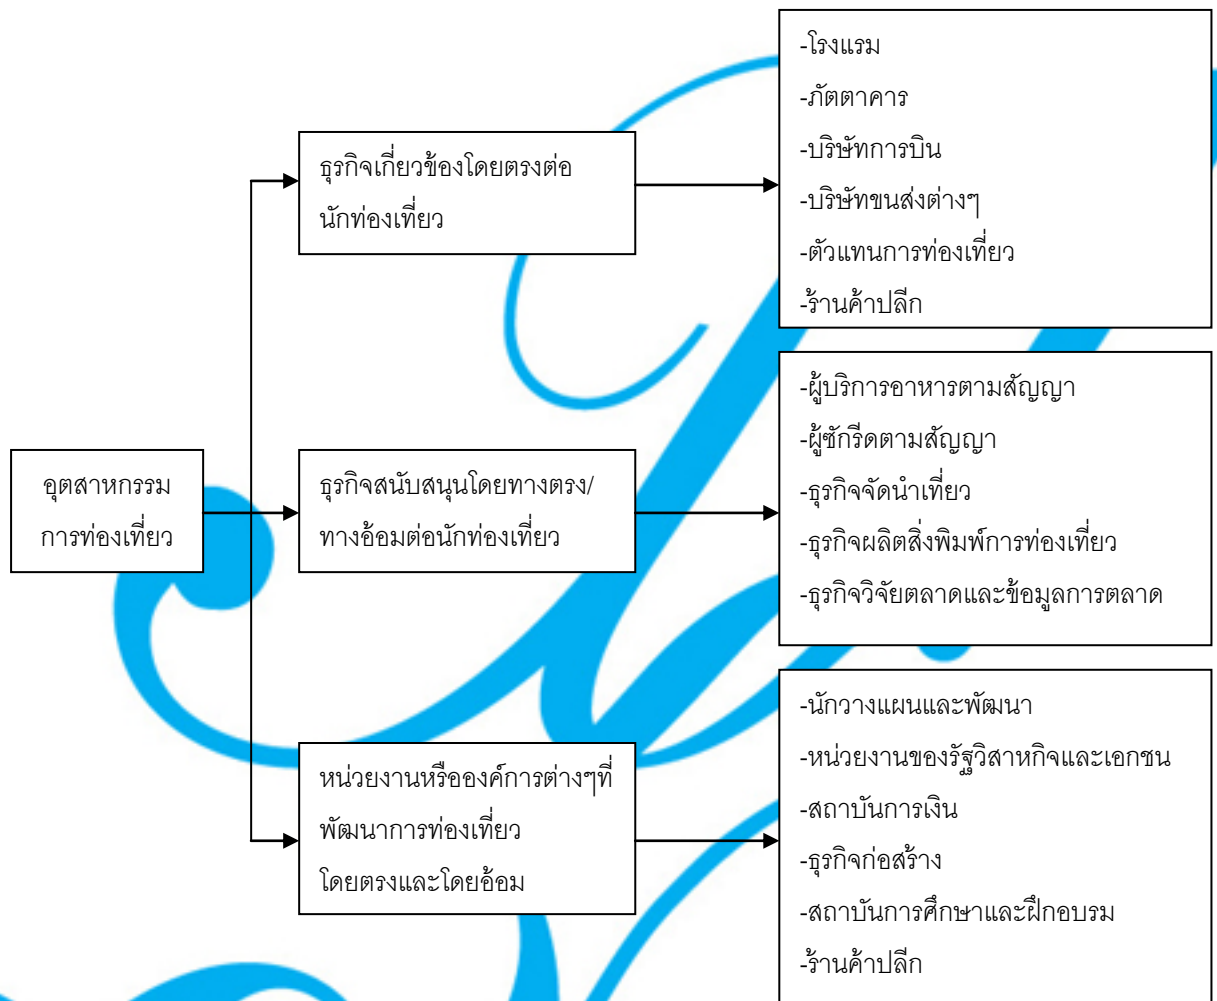 อุตสาหกรรม
การท่องเที่ยว
ธุรกิจเกี่ยวข้องโดยตรงต่อ
นักท่องเที่ยว
-โรงแรม
-ภัตตาคาร
-บริษัทการบิน
-บริษัทขนส่งต่างๆ
-ตัวแทนการท่องเที่ยว
-ร้านค้าปลีก
ธุรกิจสนับสนุนโดยทางตรง/
ทางอ้อมต่อนักท่องเที่ยว
-ผู้บริการอาหารตามสัญญา
-ผู้ซักรีดตามสัญญา
-ธุรกิจจัดนำเที่ยว
-ธุรกิจผลิตสิ่งพิมพ์การท่องเที่ยว
-ธุรกิจวิจัยตลาดและข้อมูลการตลาด
หน่วยงานหรือองค์การต่างๆที่
พัฒนาการท่องเที่ยว
โดยตรงและโดยอ้อม
-นักวางแผนและพัฒนา
-หน่วยงานของรัฐวิสาหกิจและเอกชน
-สถาบันการเงิน
-ธุรกิจก่อสร้าง
-สถาบันการศึกษาและฝึกอบรม
-ร้านค้าปลีก